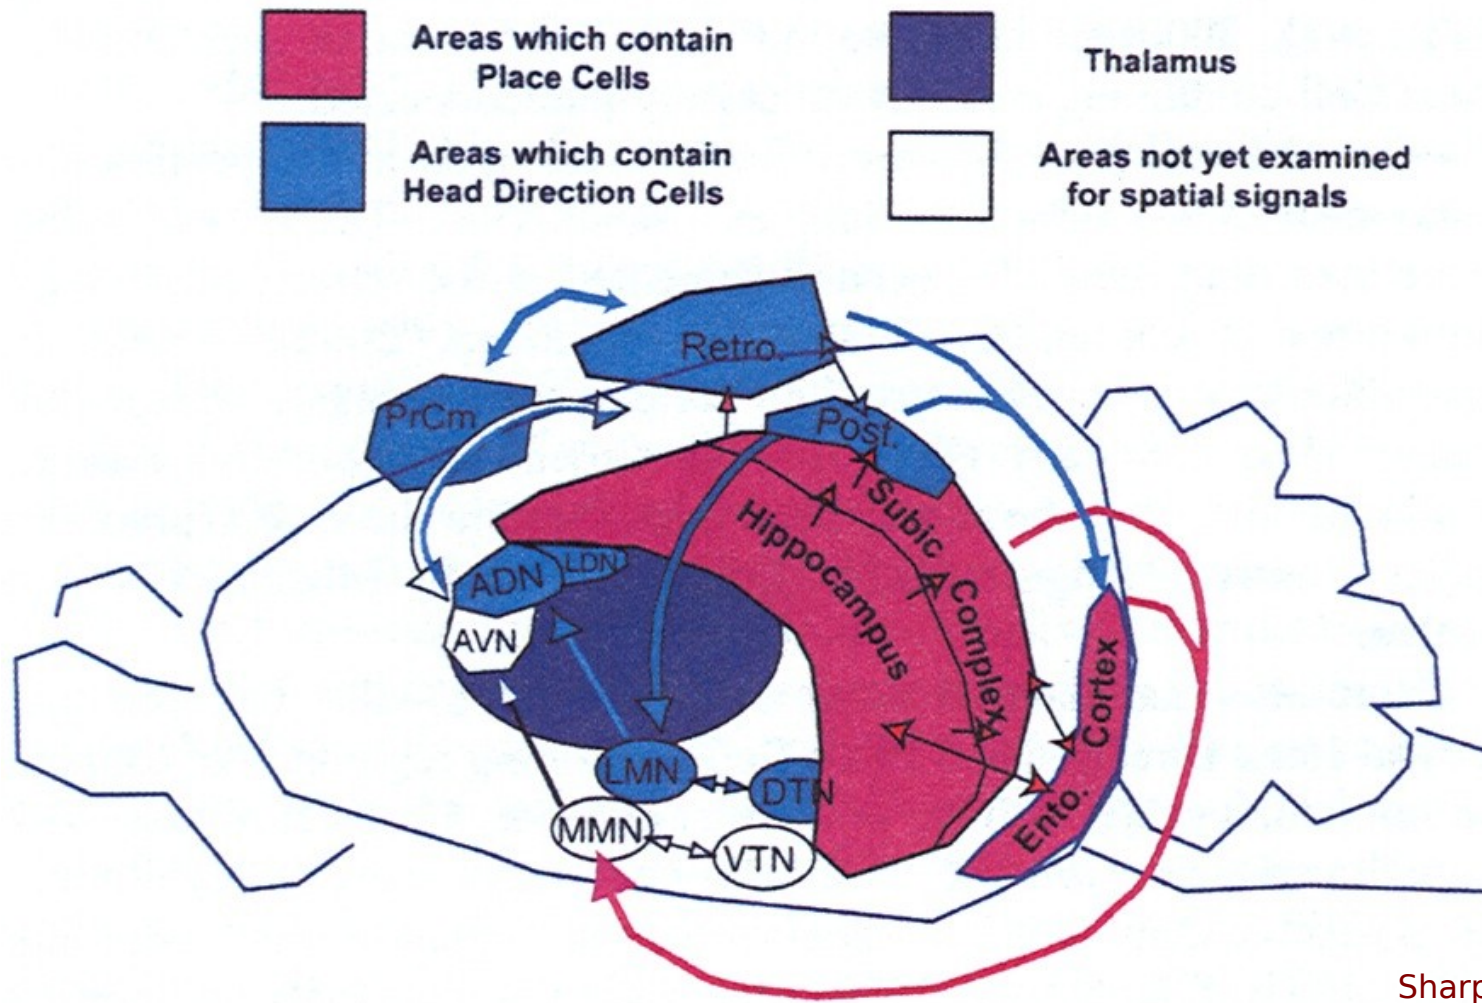 Areas which contain
Place Cells
Thalamus
Areas which contain
Head Direction Cells
Areas not yet examined
for spatial signals
Retro.
PrCm
Post.
Subic
Hippocampus
Complex
ADN
LDN
AVN
Cortex
LMN
DTN
Ento.
MMN
VTN
Sharp